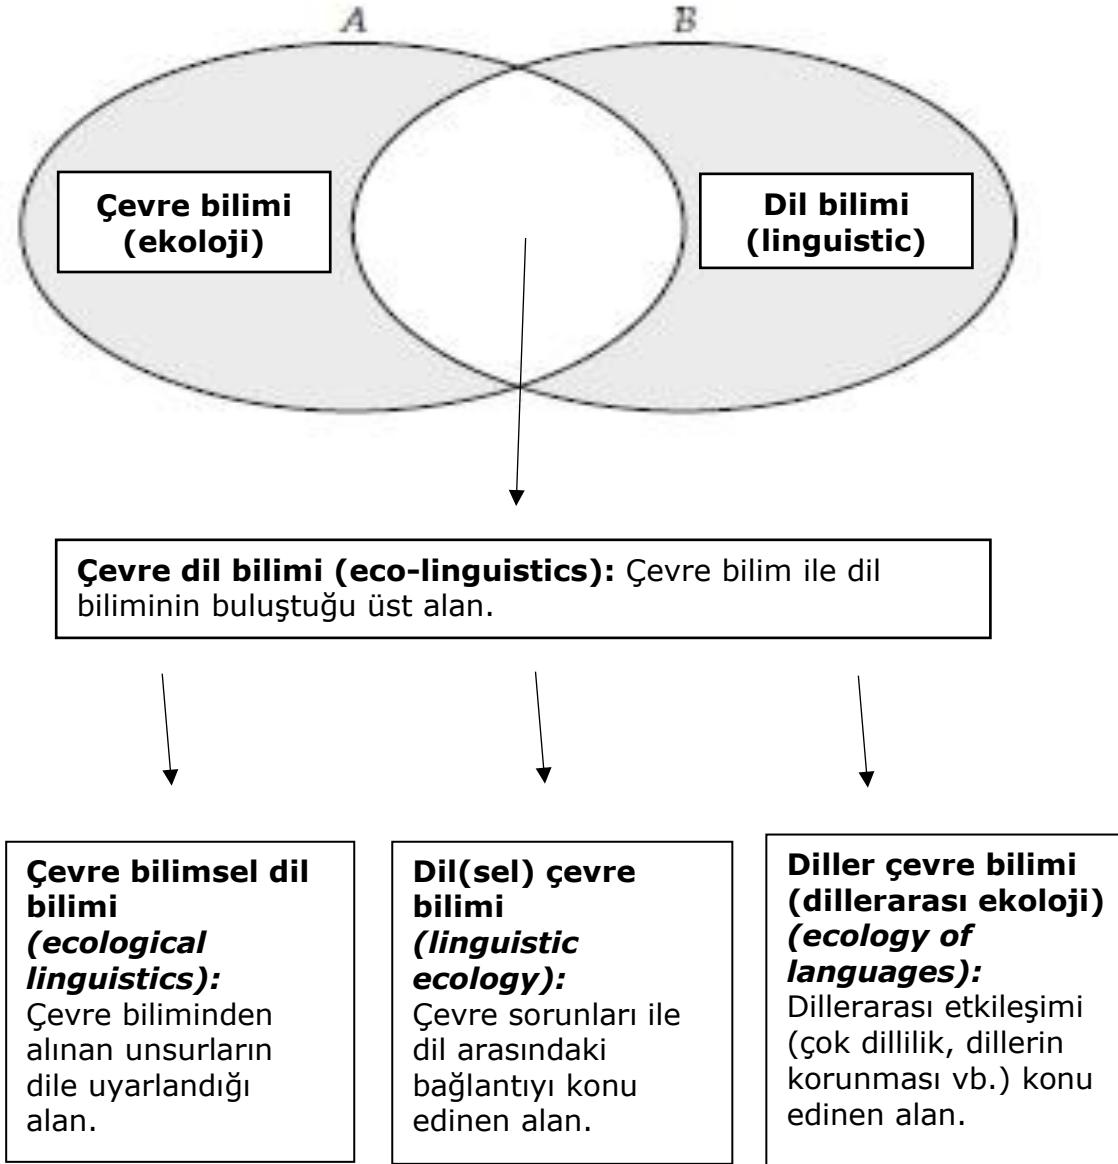 A
B
Çevre bilimi
(ekoloji)
Dil bilimi
(linguistic)
Çevre dil bilimi (eco-linguistics): Çevre bilim ile dil
biliminin buluştuğu üst alan.
Çevre bilimsel dil
bilimi
(ecological
linguistics):
Çevre biliminden
alınan unsurların
dile uyarlandığı
alan.
Dil(sel) çevre
bilimi
(linguistic
ecology):
Çevre sorunları ile
dil arasındaki
bağlantıyı konu
edinen alan.
Diller çevre bilimi
(dillerarası ekoloji)
(ecology of
languages):
Dillerarası etkileşimi
(çok dillilik, dillerin
korunması vb.) konu
edinen alan.